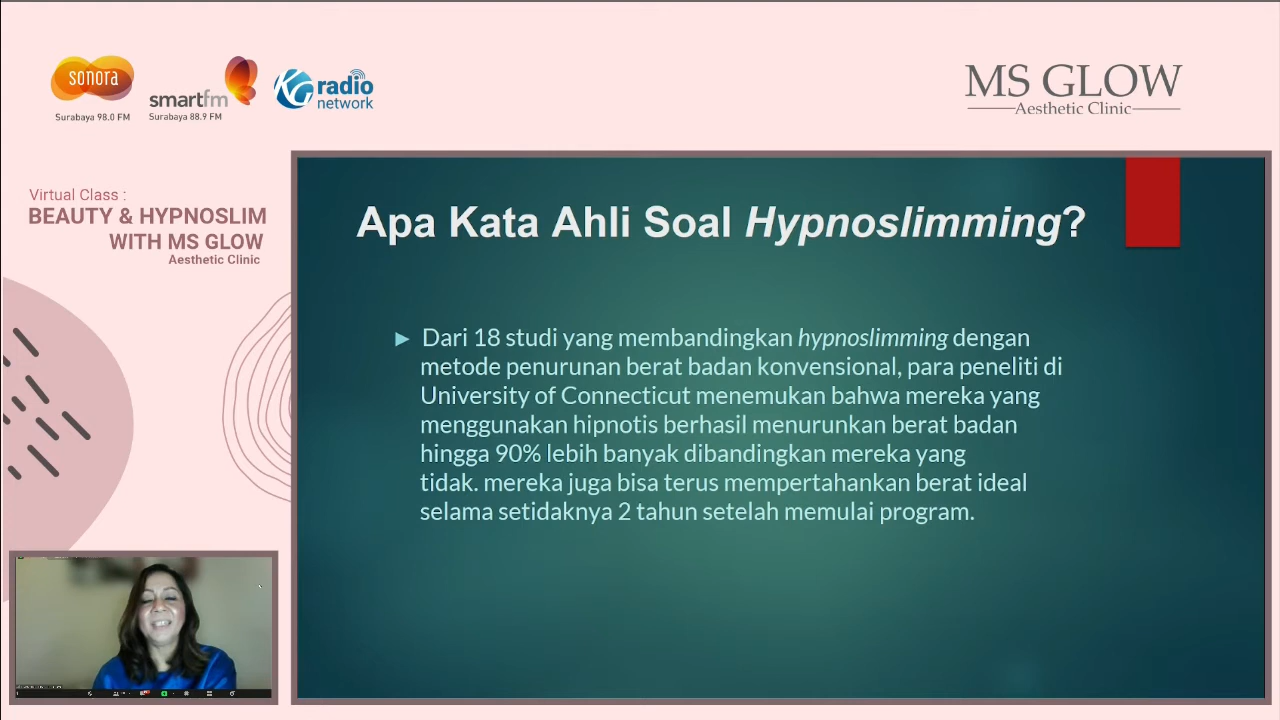 sonora
Surabaya 98.0 FM
smartfm
Surabaya 88.9 FM
KG radio
network
MS GLOW
Aesthetic Clinic
Virtual Class :
BEAUTY & HYPNOSLIM
WITH MS GLOW
Aesthetic Clinic
Apa Kata Ahli Soal Hypnoslimming?
► Dari 18 studi yang membandingkan hypnoslimming dengan
metode penurunan berat badan konvensional, para peneliti di
University of Connecticut menemukan bahwa mereka yang
menggunakan hipnotis berhasil menurunkan berat badan
hingga 90% lebih banyak dibandingkan mereka yang
tidak. mereka juga bisa terus mempertahankan berat ideal
selama setidaknya 2 tahun setelah memulai program.